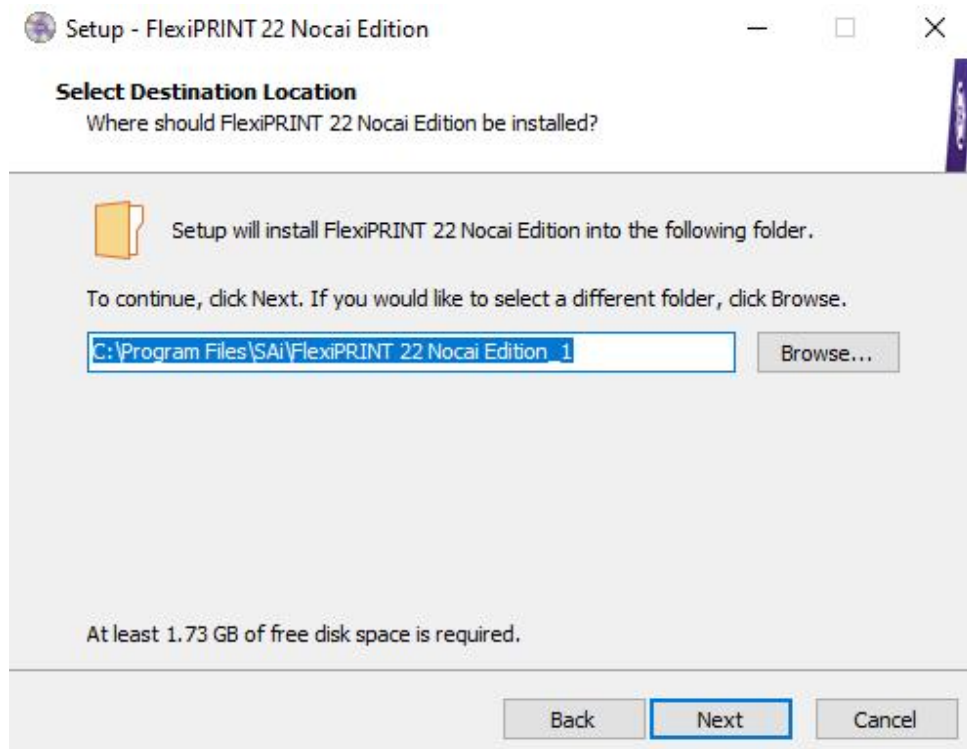 Setup - FlexiPRINT 22 Nocai Edition
Select Destination Location
Where should FlexiPRINT 22 Nocai Edition be installed?
Setup will install FlexiPRINT 22 Nocai Edition into the following folder.
To continue, click Next. If you would like to select a different folder, click Browse.
C:\Program Files\SAi\FlexiPRINT 22 Nocai Edition_1
Browse...
At least 1.73 GB of free disk space is required.
Back
Next
Cancel